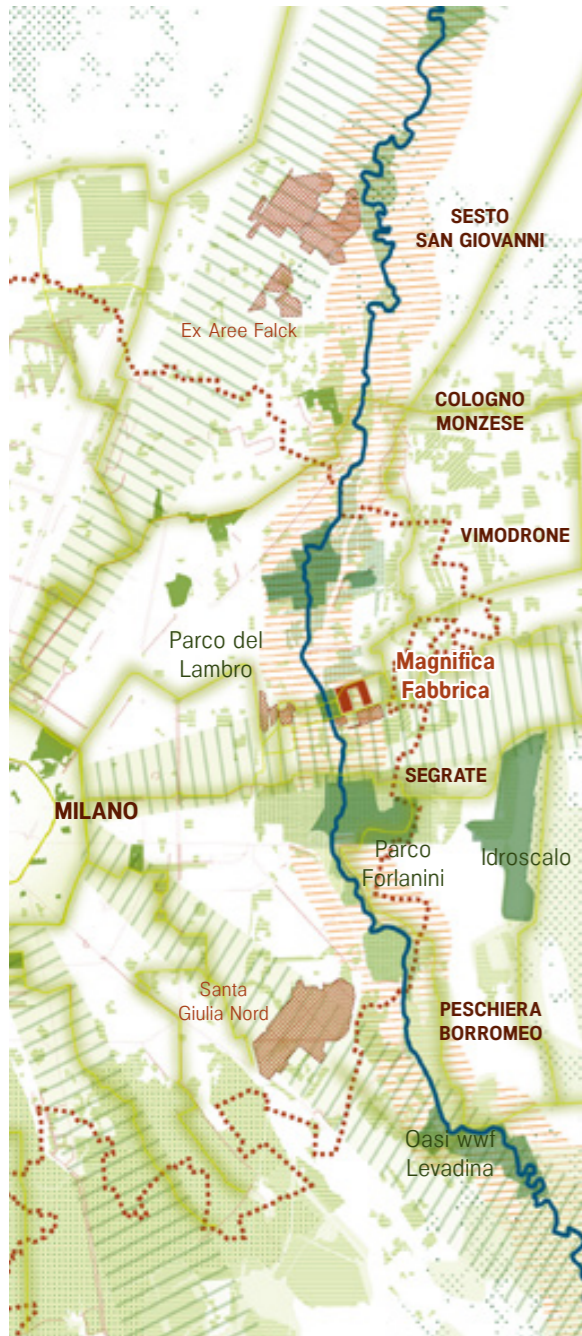 SESTO
SAN GIOVANNI
Ex Aree Falck
COLOGNO
MONZESE
VIMODRONE
Parco del
Lambro
Magnifica
Fabbrica
SEGRATE
MILANO
Parco
Forlanini
Idroscalo
Santa
Giulia Nord
PESCHIERA
BORROMEO
Oasi wwf
Levadina